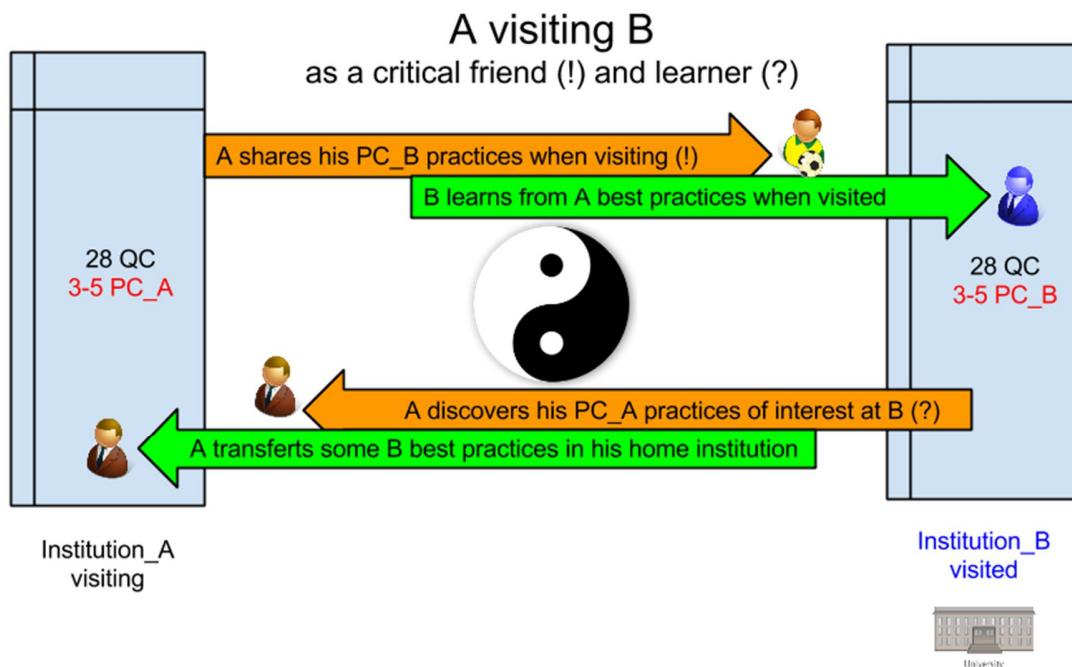 A visiting B
as a critical friend (!) and learner (?)
A shares his PC_B practices when visiting (!)
B learns from A best practices when visited
28 QC
3-5 PC_A
28 QC
3-5 PC_B
A discovers his PC_A practices of interest at B (?)
A transferts some B best practices in his home institution
Institution_A
visiting
Institution_B
visited
University